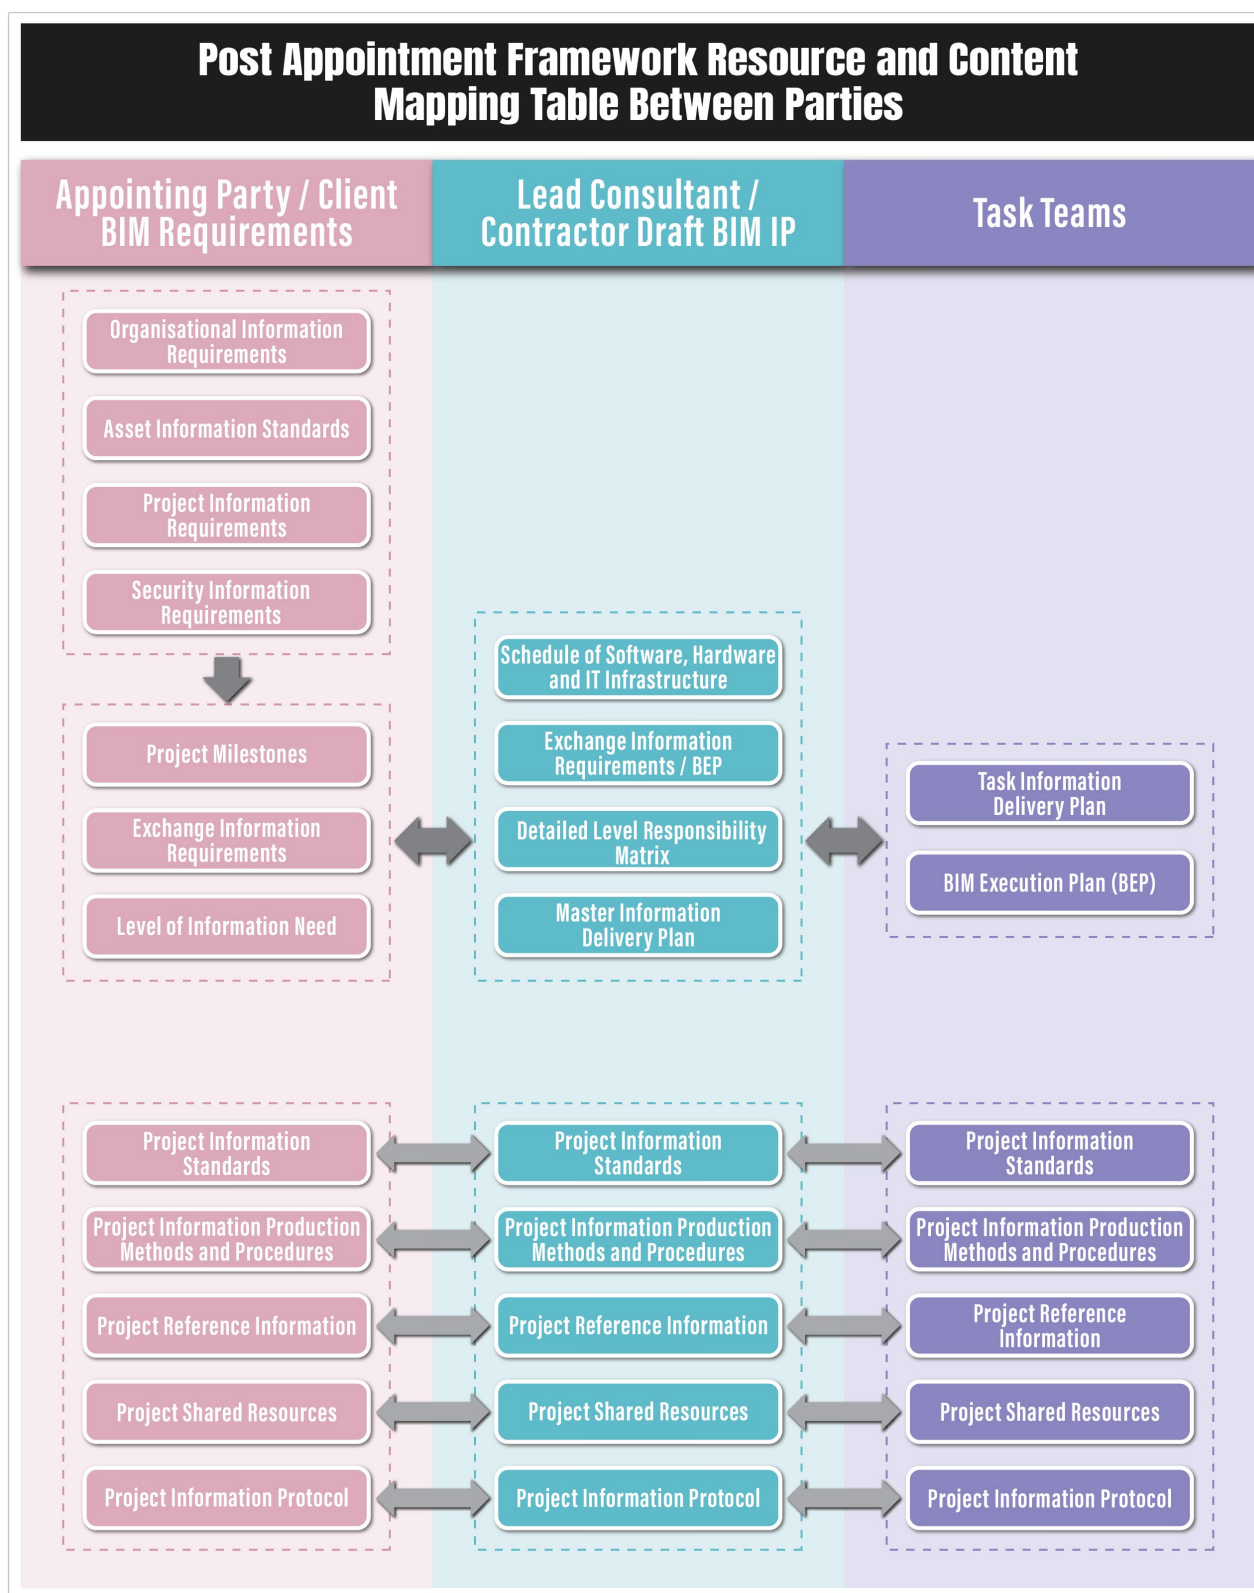 Post Appointment Framework Resource and Content
Mapping Table Between Parties
Appointing Party / Client
BIM Requirements
Lead Consultant /
Contractor Draft BIM IP
Task Teams
Organisational Information
Requirements
Asset Information Standards
Project Information
Requirements
Security Information
Requirements
Project Milestones
Exchange Information
Requirements
Level of Information Need
Schedule of Software, Hardware
and IT Infrastructure
Exchange Information
Requirements / BEP
Detailed Level Responsibility
Matrix
Master Information
Delivery Plan
Task Information
Delivery Plan
BIM Execution Plan (BEP)
Project Information
Standards
Project Information
Standards
Project Information
Standards
Project Information Production
Methods and Procedures
Project Information Production
Methods and Procedures
Project Information Production
Methods and Procedures
Project Reference Information
Project Reference Information
Project Reference
Information
Project Shared Resources
Project Shared Resources
Project Shared Resources
Project Information Protocol
Project Information Protocol
Project Information Protocol